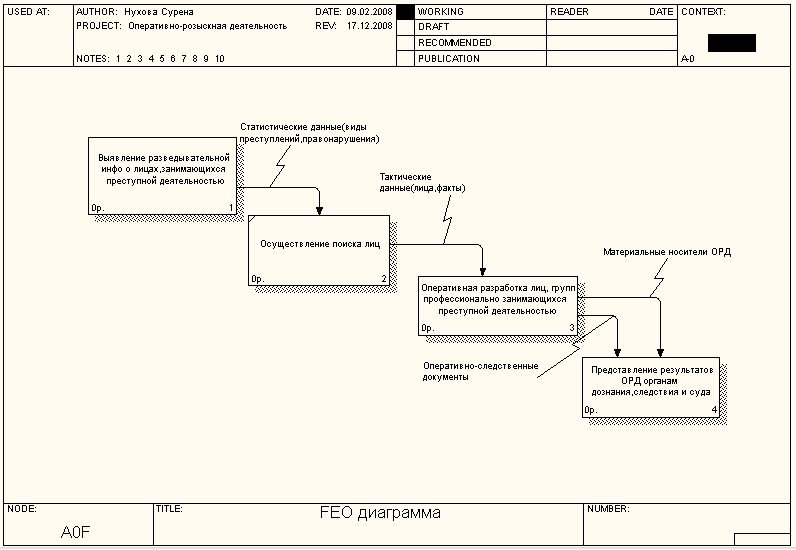 USED AT:
AUTHOR: Нухова Сурена
DATE: 09.02.2008
PROJECT: Оперативно-розыскная деятельность
REV: 17.12.2008
NOTES: 1 2 3 4 5 6 7 8 9 10
WORKING
DRAFT
RECOMMENDED
PUBLICATION
READER
DATE
CONTEXT:
A-0
Статистические данные(виды
преступлений,правонарушения)
Выявление разведывательной
инфо о лицах,занимающихся
преступной деятельностью
0р.
1
Тактические
данные(лица,факты)
Осуществление поиска лиц
0р.
2
Материальные носители ОРД
Оперативная разработка лиц, групп
профессионально занимающихся
преступной деятельностью
0р.
3
Оперативно-следственные
документы
Представление результатов
ОРД органам
дознания,следствия и суда
0р.
4
NODE:
A0F
TITLE:
FEO диаграмма
NUMBER: